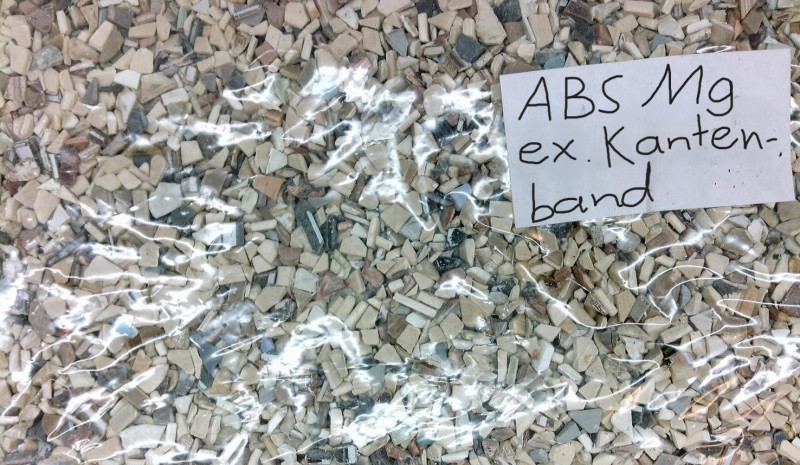 ABS Mg
ex. Kanten-
band